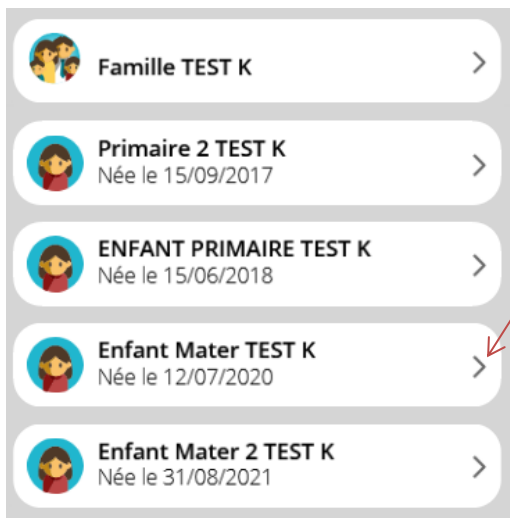 Famille TEST K
Primaire 2 TEST K
Née le 15/09/2017
ENFANT PRIMAIRE TEST K
Née le 15/06/2018
Enfant Mater TEST K
Née le 12/07/2020
Enfant Mater 2 TEST K
Née le 31/08/2021